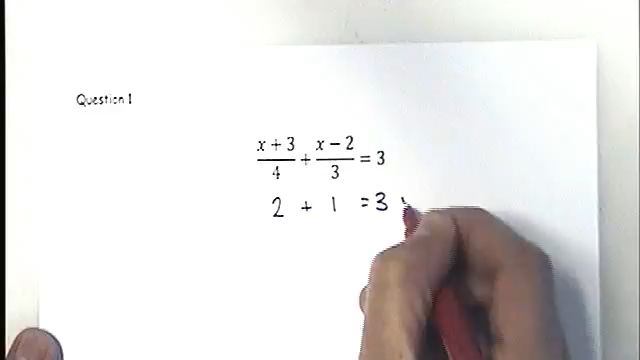 Question 1
(x + 3)/4 + (x − 2)/3 = 3
2 + 1 = 3